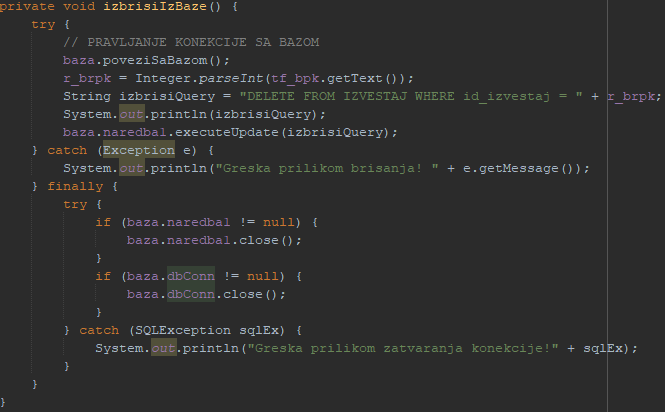 private void izbrisiIzBaze() {
    try {
        // PRAVLJANJE KONEKCIJE SA BAZOM
        baza.poveziSaBazom();
        r_brpk = Integer.parseInt(tf_bpk.getText());
        String izbrisiQuery = "DELETE FROM IZVESTAJ WHERE id_izvestaj = " + r_brpk;
        System.out.println(izbrisiQuery);
        baza.naredba1.executeUpdate(izbrisiQuery);
    } catch (Exception e) {
        System.out.println("Greska prilikom brisanja! " + e.getMessage());
    } finally {
        try {
            if (baza.naredba1 != null) {
                baza.naredba1.close();
            }
            if (baza.dbConn != null) {
                baza.dbConn.close();
            }
        } catch (SQLException sqlEx) {
            System.out.println("Greska prilikom zatvaranja konekcije!" + sqlEx);
        }
    }
}